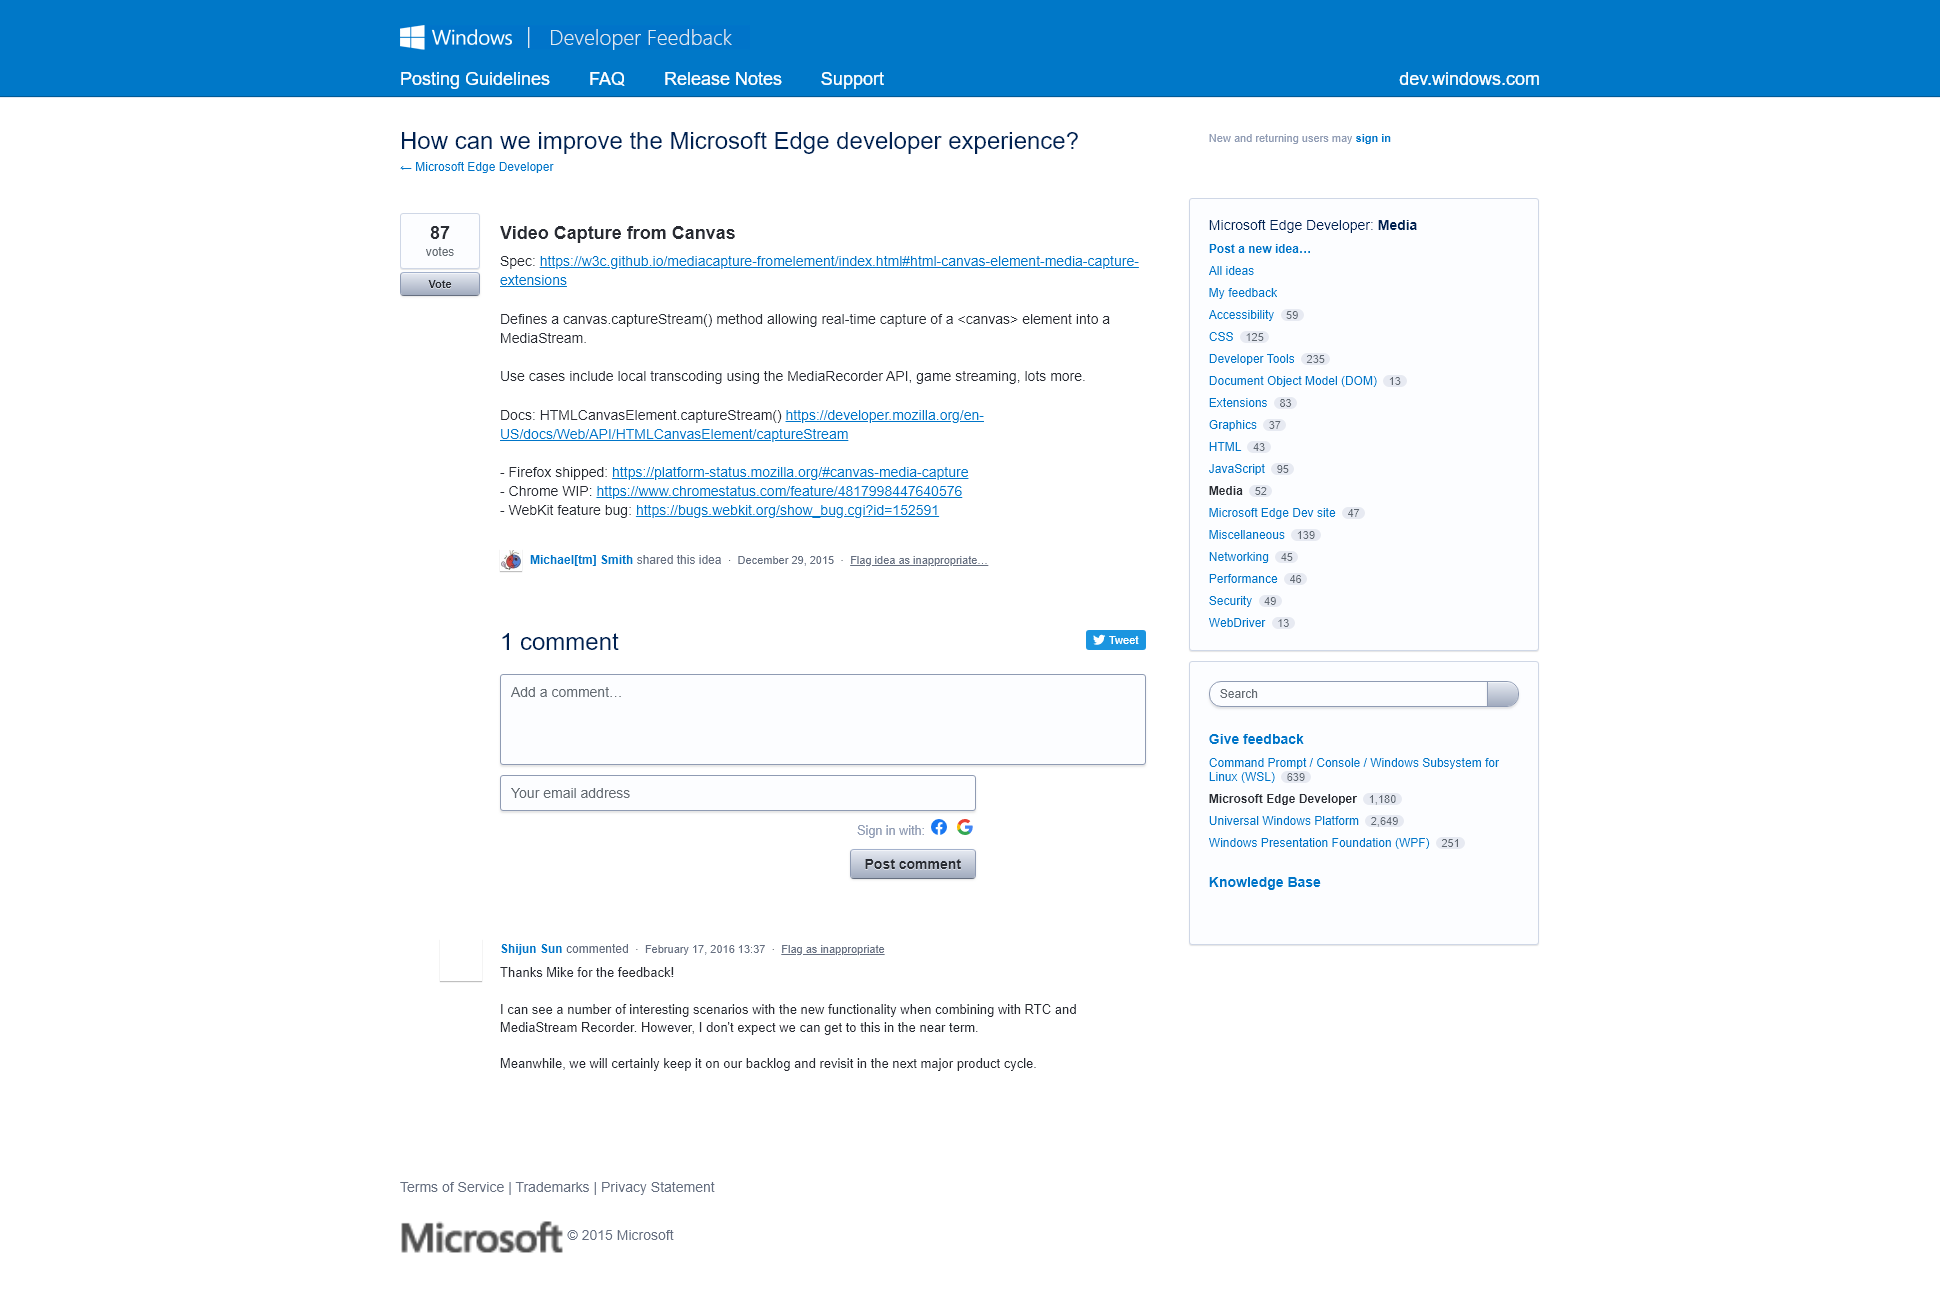 Windows | Developer Feedback
Posting Guidelines FAQ Release Notes Support dev.windows.com
How can we improve the Microsoft Edge developer experience?
← Microsoft Edge Developer
New and returning users may sign in
87
votes
Vote
Video Capture from Canvas
Spec: https://w3c.github.io/mediacapture-fromelement/index.html#html-canvas-element-media-capture-
extensions
Defines a canvas.captureStream() method allowing real-time capture of a <canvas> element into a
MediaStream.
Use cases include local transcoding using the MediaRecorder API, game streaming, lots more.
Docs: HTMLCanvasElement.captureStream() https://developer.mozilla.org/en-
US/docs/Web/API/HTMLCanvasElement/captureStream
- Firefox shipped: https://platform-status.mozilla.org/#canvas-media-capture
- Chrome WIP: https://www.chromestatus.com/feature/4817998447640576
- WebKit feature bug: https://bugs.webkit.org/show_bug.cgi?id=152591
Michael[tm] Smith shared this idea · December 29, 2015 · Flag idea as inappropriate…
1 comment
Tweet
Add a comment…
Your email address
Sign in with:
Post comment
Shijun Sun commented · February 17, 2016 13:37 · Flag as inappropriate
Thanks Mike for the feedback!
I can see a number of interesting scenarios with the new functionality when combining with RTC and
MediaStream Recorder. However, I don't expect we can get to this in the near term.
Meanwhile, we will certainly keep it on our backlog and revisit in the next major product cycle.
Microsoft Edge Developer: Media
Post a new idea…
All ideas
My feedback
Accessibility 59
CSS 125
Developer Tools 235
Document Object Model (DOM) 13
Extensions 83
Graphics 37
HTML 43
JavaScript 95
Media 52
Microsoft Edge Dev site 47
Miscellaneous 139
Networking 45
Performance 46
Security 49
WebDriver 13
Search
Give feedback
Command Prompt / Console / Windows Subsystem for
Linux (WSL) 639
Microsoft Edge Developer 1,180
Universal Windows Platform 2,649
Windows Presentation Foundation (WPF) 251
Knowledge Base
Terms of Service | Trademarks | Privacy Statement
Microsoft © 2015 Microsoft